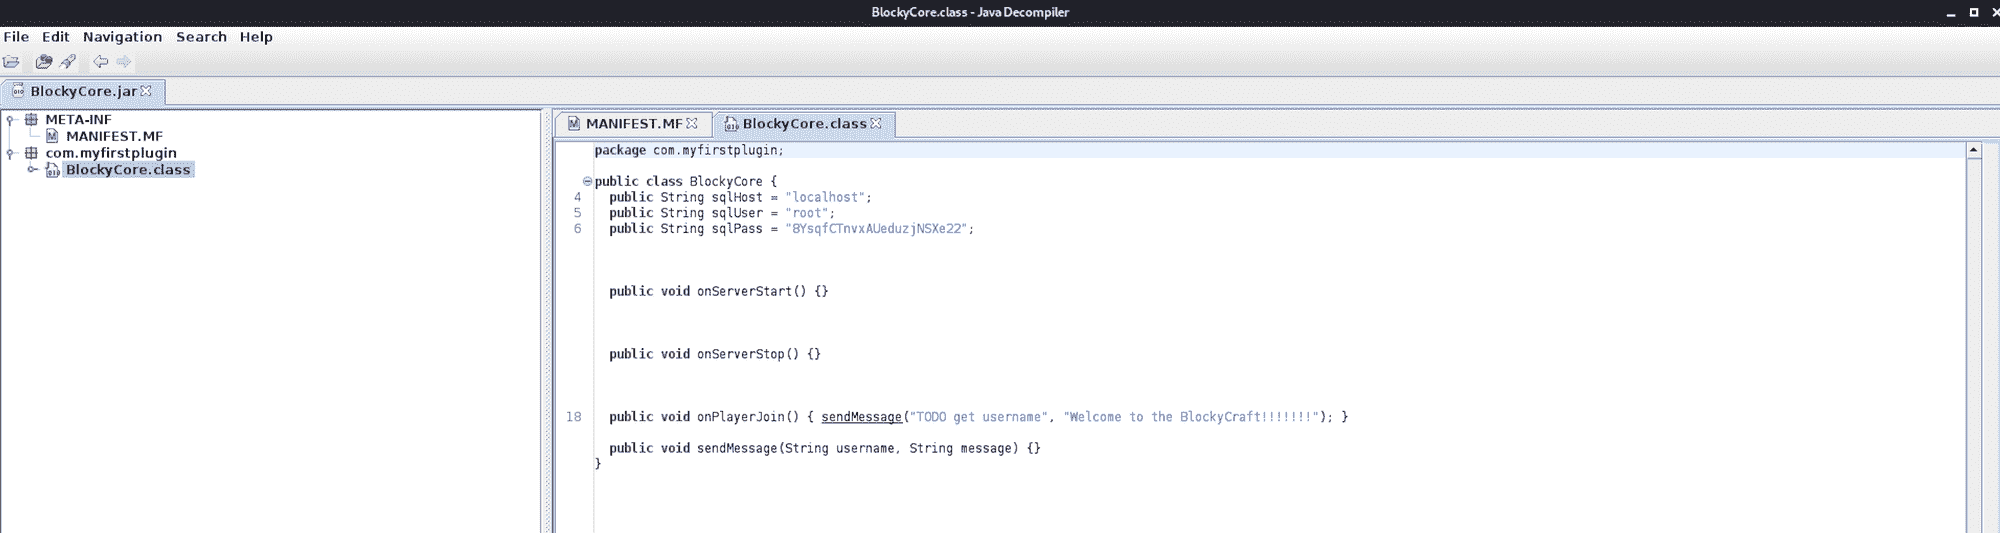 BlockyCore.class - Java Decompiler
File Edit Navigation Search Help
BlockyCore.jar
META-INF
MANIFEST.MF
com.myfirstplugin
BlockyCore.class
MANIFEST.MF BlockyCore.class
package com.myfirstplugin;
public class BlockyCore {
4 public String sqlHost = "localhost";
5 public String sqlUser = "root";
6 public String sqlPass = "8YsqfCTnvxAUeduzjNSXe22";
public void onServerStart() {}
public void onServerStop() {}
18 public void onPlayerJoin() { sendMessage("TODO get username", "Welcome to the BlockyCraft!!!!!!!"); }
public void sendMessage(String username, String message) {}
}